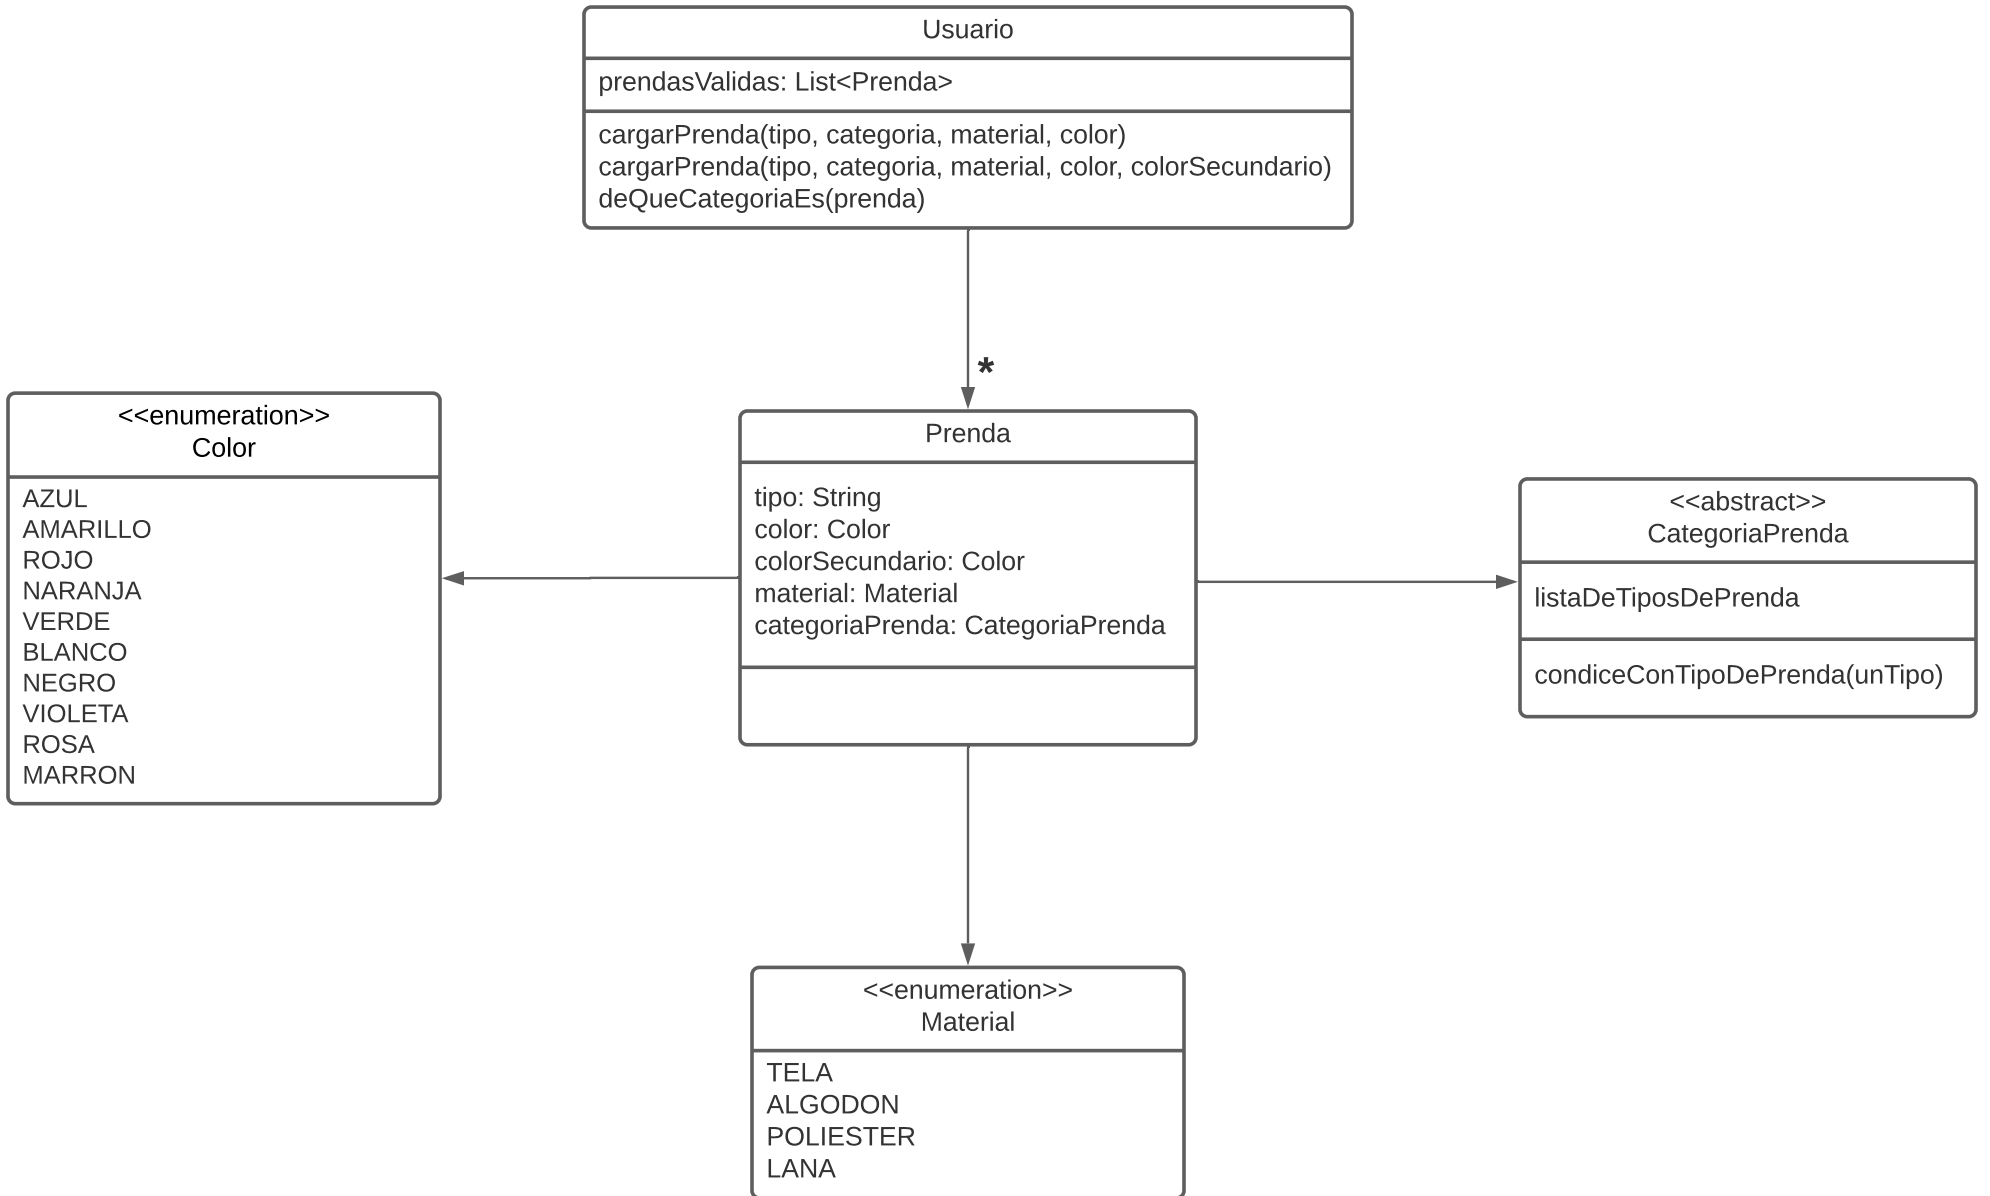 Usuario
prendasValidas: List<Prenda>
cargarPrenda(tipo, categoria, material, color)
cargarPrenda(tipo, categoria, material, color, colorSecundario)
deQueCategoriaEs(prenda)
*
<<enumeration>>
Color
AZUL
AMARILLO
ROJO
NARANJA
VERDE
BLANCO
NEGRO
VIOLETA
ROSA
MARRON
Prenda
tipo: String
color: Color
colorSecundario: Color
material: Material
categoriaPrenda: CategoriaPrenda
<<abstract>>
CategoriaPrenda
listaDeTiposDePrenda
condiceConTipoDePrenda(unTipo)
<<enumeration>>
Material
TELA
ALGODON
POLIESTER
LANA